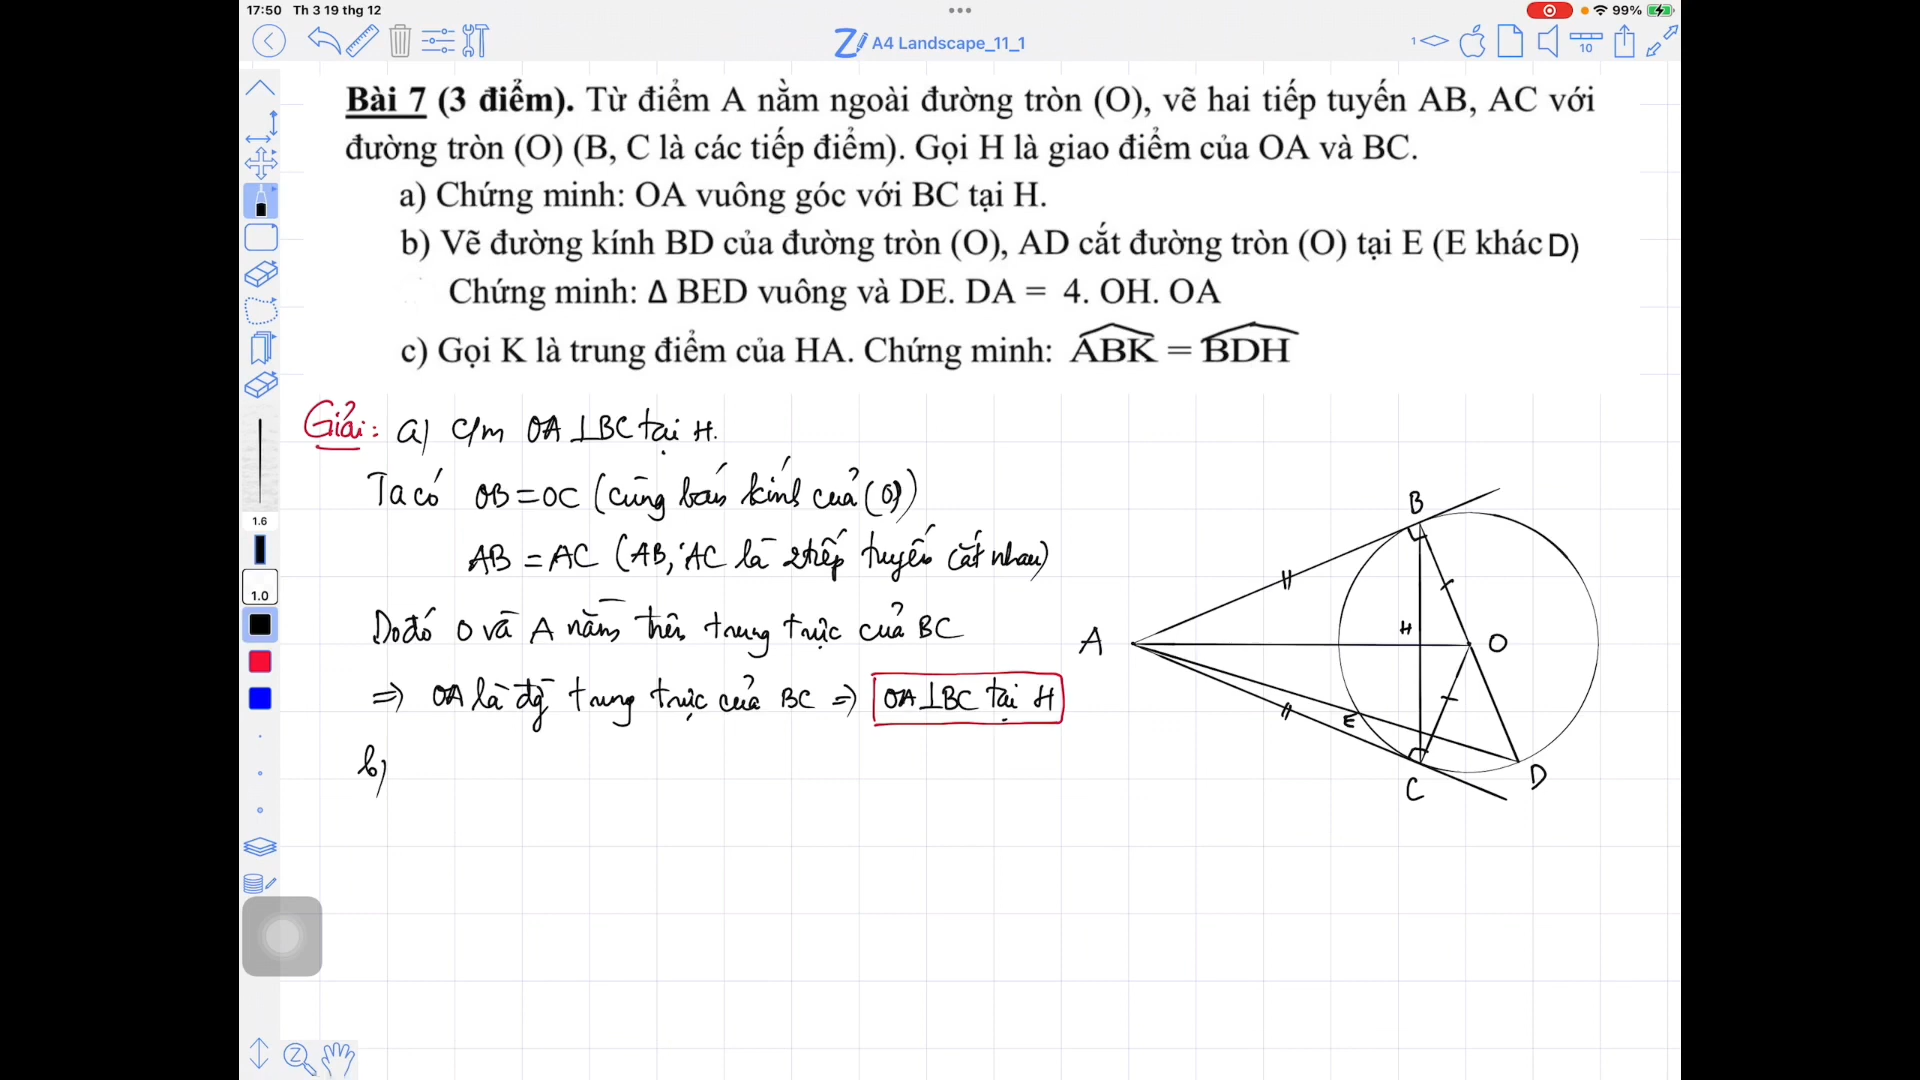 17:50 Th 3 19 thg 12
99%
A4 Landscape_11_1
1
10
Bài 7 (3 điểm). Từ điểm A nằm ngoài đường tròn (O), vẽ hai tiếp tuyến AB, AC với
đường tròn (O) (B, C là các tiếp điểm). Gọi H là giao điểm của OA và BC.
a) Chứng minh: OA vuông góc với BC tại H.
b) Vẽ đường kính BD của đường tròn (O), AD cắt đường tròn (O) tại E (E khác D)
Chứng minh: Δ BED vuông và DE. DA = 4. OH. OA
c) Gọi K là trung điểm của HA. Chứng minh: \widehat{ABK} = \widehat{BDH}
Giải: a) c/m OA ⊥ BC tại H.
Ta có OB = OC (cùng bán kính của (O))
AB = AC (AB, AC là 2 tiếp tuyến cắt nhau)
Do đó O và A nằm trên trung trực của BC
=> OA là đg trung trực của BC => OA ⊥ BC tại H
b)
1.6
1.0
B
A
H
O
E
C
D
Z